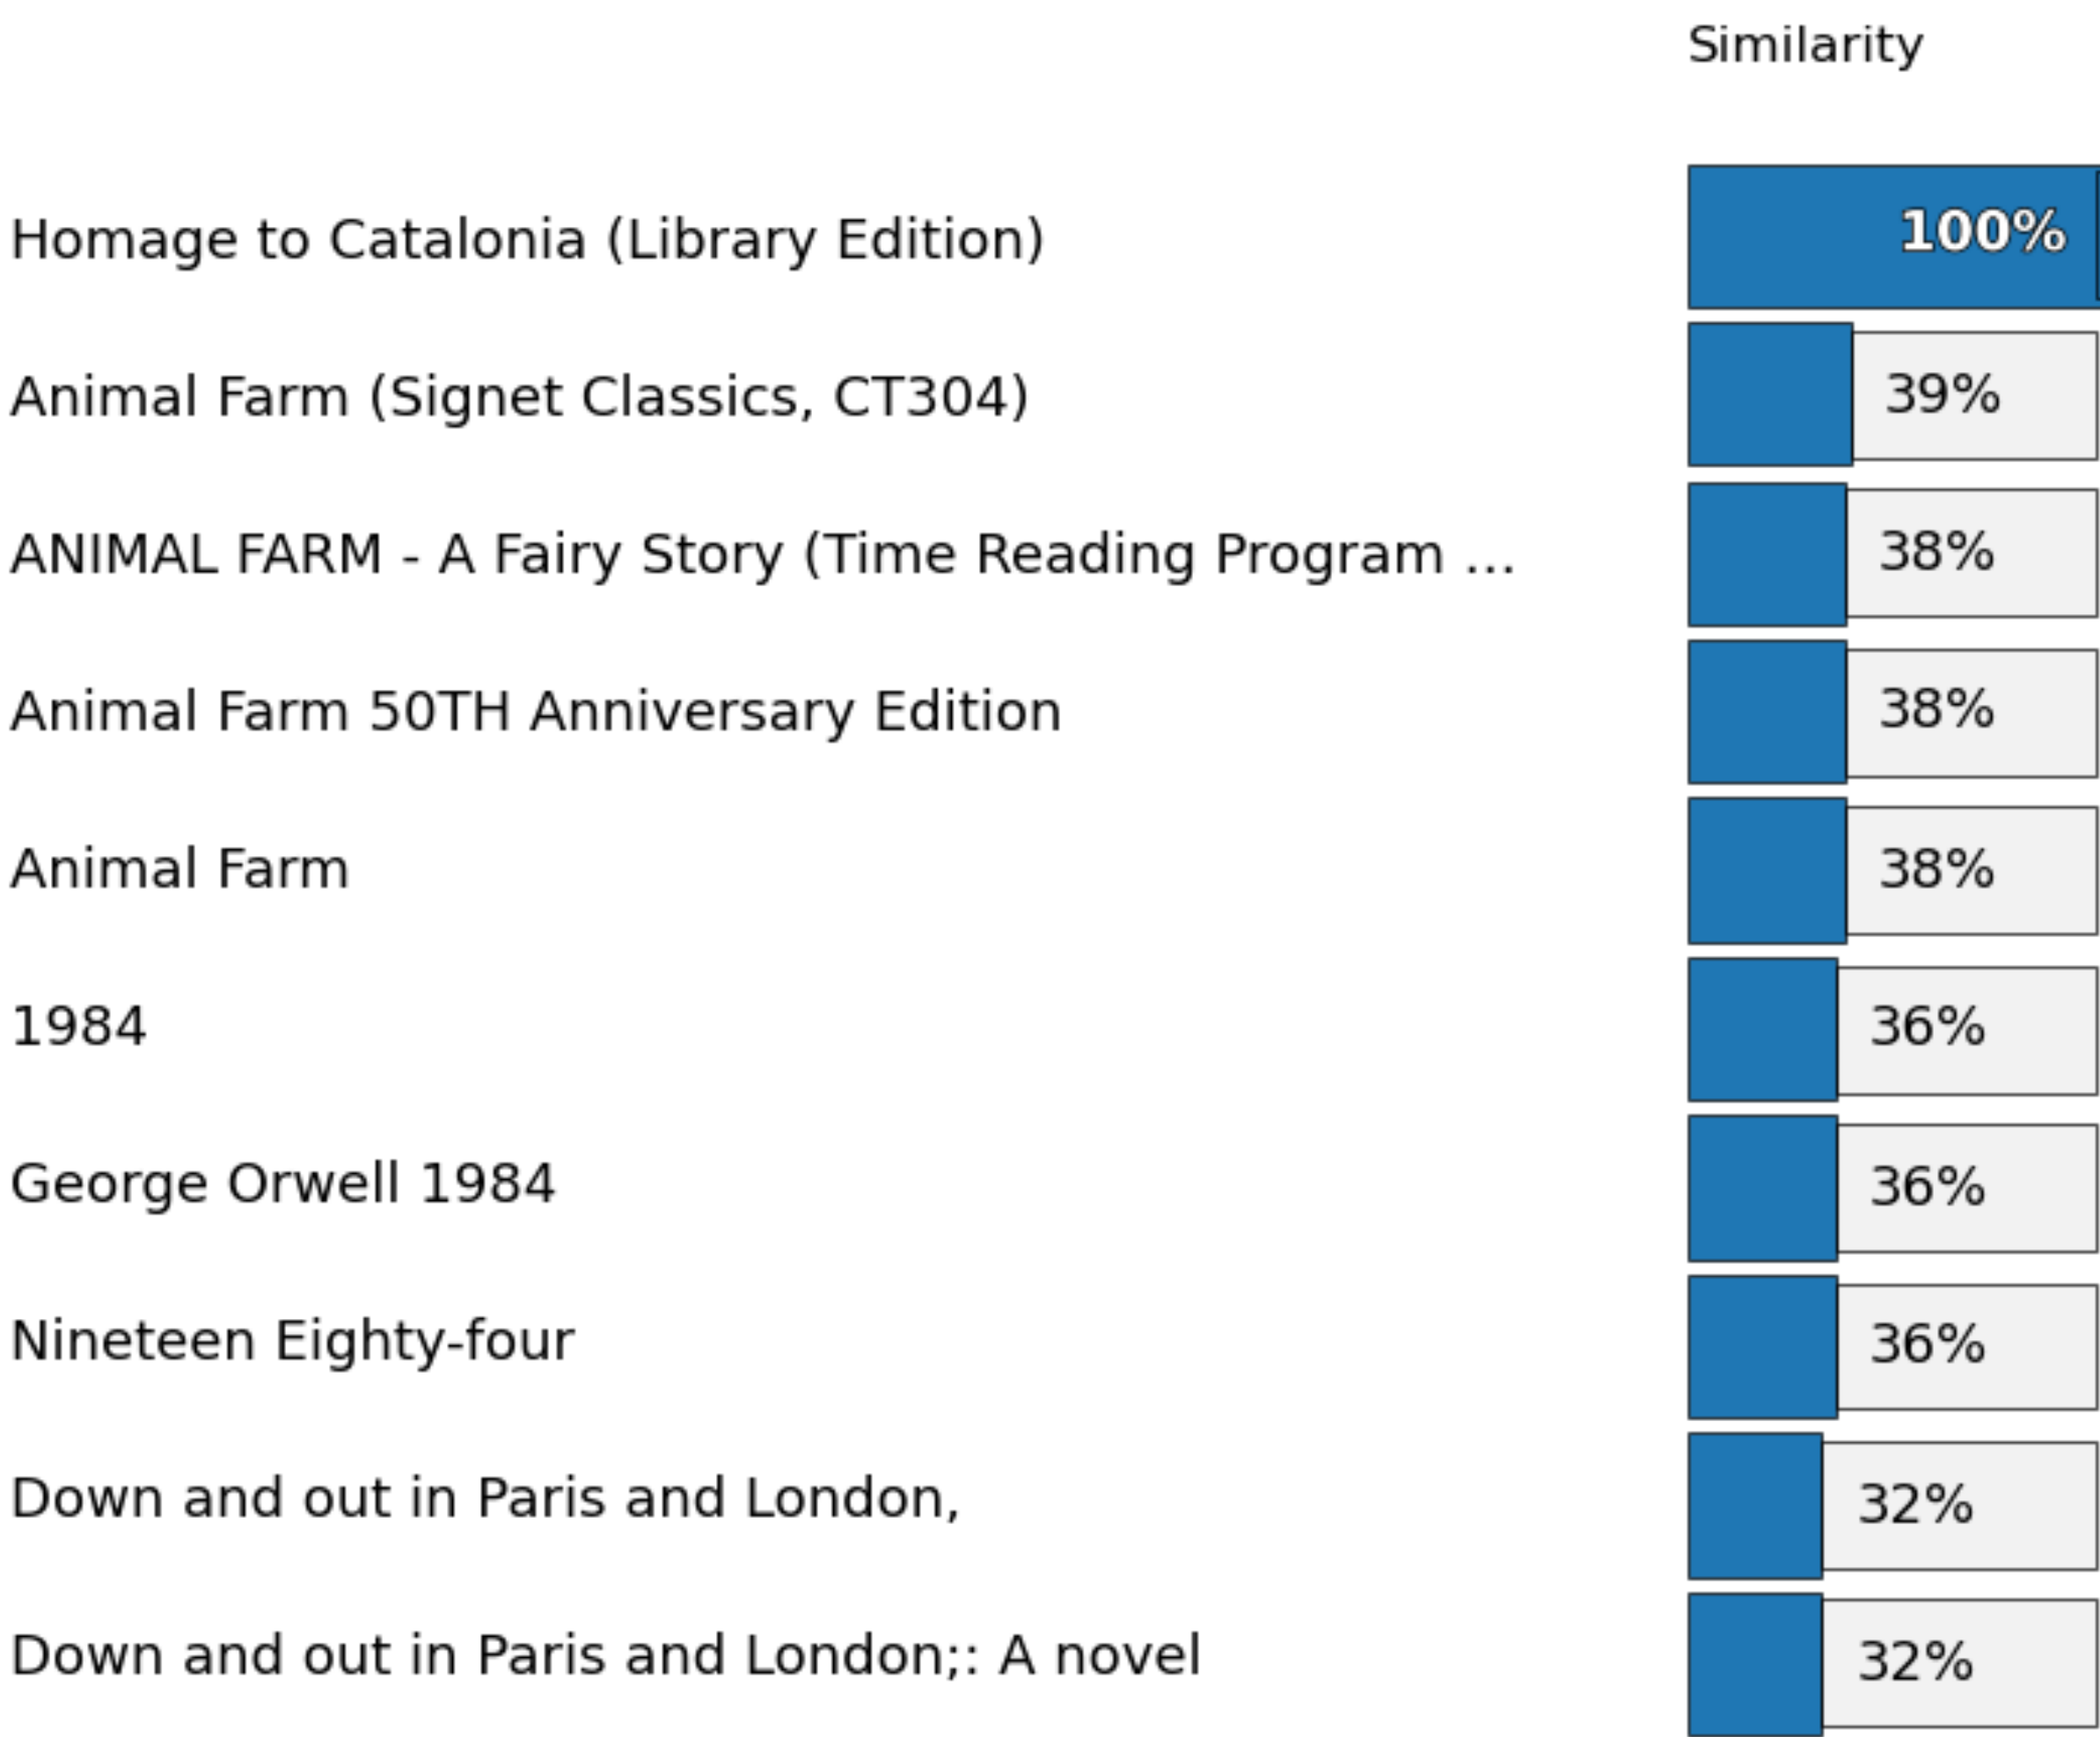 Similarity
Homage to Catalonia (Library Edition) 100%
Animal Farm (Signet Classics, CT304) 39%
ANIMAL FARM - A Fairy Story (Time Reading Program ... 38%
Animal Farm 50TH Anniversary Edition 38%
Animal Farm 38%
1984 36%
George Orwell 1984 36%
Nineteen Eighty-four 36%
Down and out in Paris and London, 32%
Down and out in Paris and London;: A novel 32%